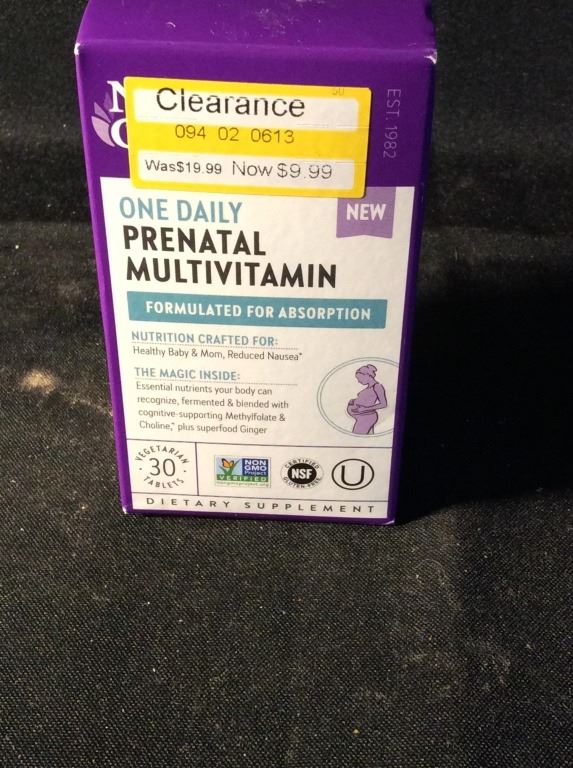 Clearance
50
094 02 0613
Was$19.99 Now $9.99
EST. 1982
ONE DAILY
NEW
PRENATAL
MULTIVITAMIN
FORMULATED FOR ABSORPTION
NUTRITION CRAFTED FOR:
Healthy Baby & Mom, Reduced Nausea*
THE MAGIC INSIDE:
Essential nutrients your body can
recognize, fermented & blended with
cognitive-supporting Methylfolate &
Choline,* plus superfood Ginger
VEGETARIAN
30
TABLETS
NON
GMO
Project
VERIFIED
nongmoproject.org
CERTIFIED
NSF
GLUTEN-FREE
U
DIETARY SUPPLEMENT